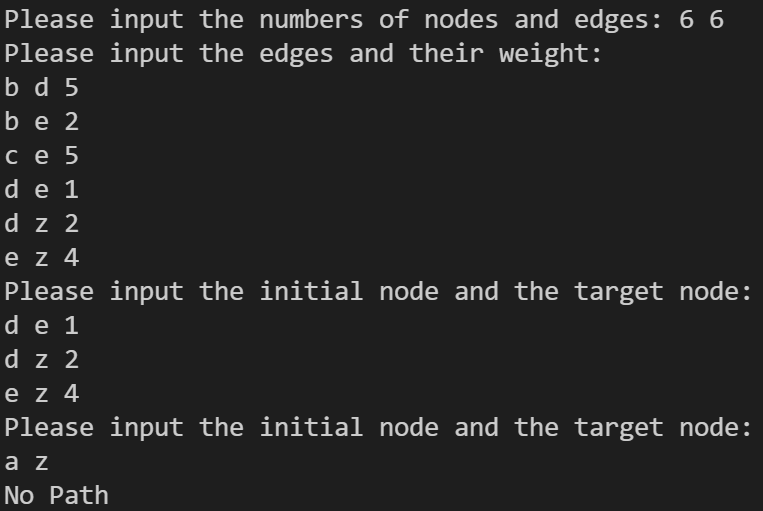 Please input the numbers of nodes and edges: 6 6
Please input the edges and their weight:
b d 5
b e 2
c e 5
d e 1
d z 2
e z 4
Please input the initial node and the target node:
d e 1
d z 2
e z 4
Please input the initial node and the target node:
a z
No Path